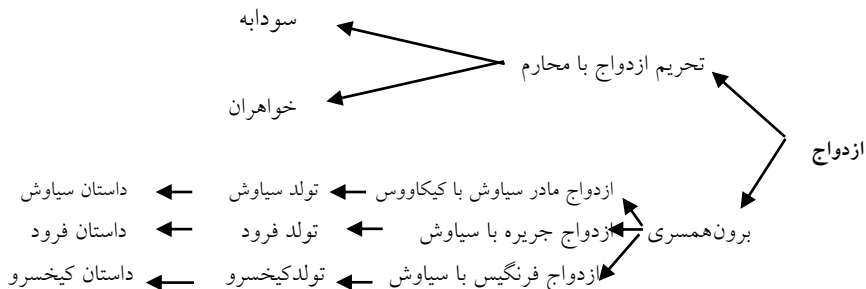 سودابه
تحریم ازدواج با محارم
خواهران
ازدواج
ازدواج مادر سیاوش با کیکاووس تولد سیاوش داستان سیاوش
برون‌همسری ازدواج جریره با سیاوش تولد فرود داستان فرود
ازدواج فرنگیس با سیاوش تولدکیخسرو داستان کیخسرو